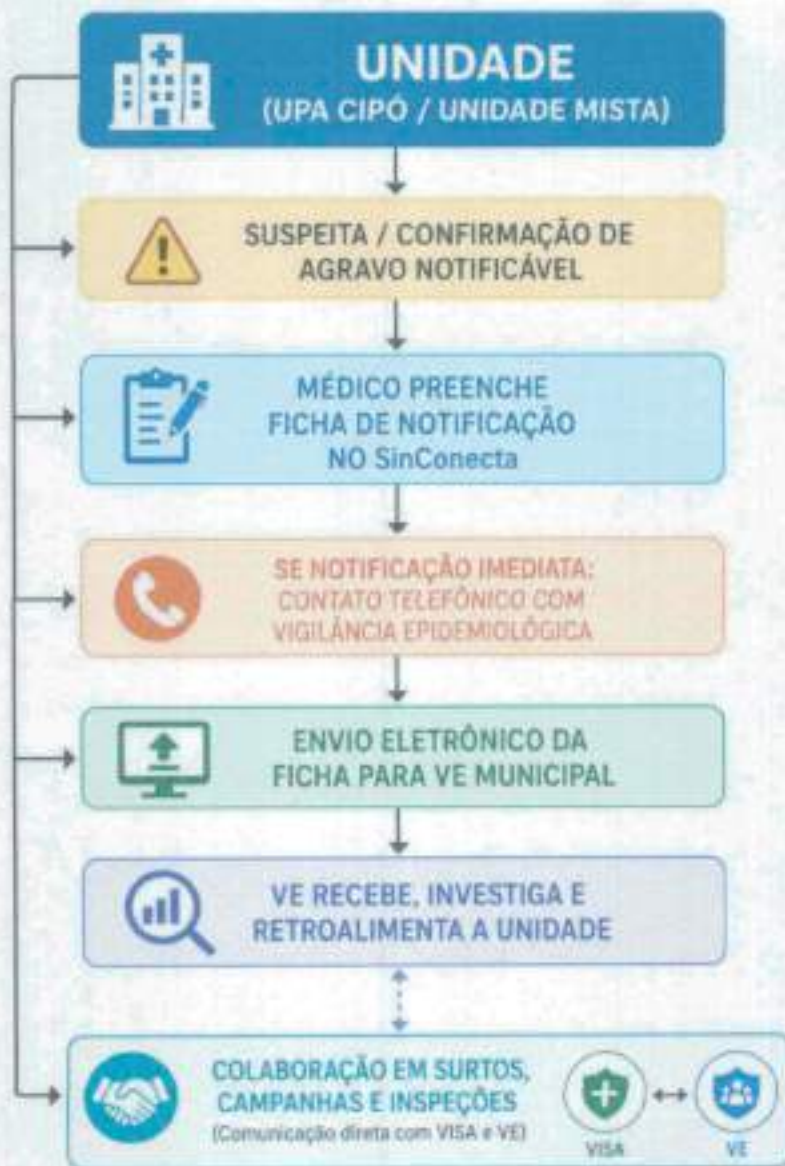 UNIDADE
(UPA CIPÓ / UNIDADE MISTA)
SUSPEITA / CONFIRMAÇÃO DE
AGRAVO NOTIFICÁVEL
MÉDICO PREENCHE
FICHA DE NOTIFICAÇÃO
NO SinConecta
SE NOTIFICAÇÃO IMEDIATA:
CONTATO TELEFÔNICO COM
VIGILÂNCIA EPIDEMIOLÓGICA
ENVIO ELETRÔNICO DA
FICHA PARA VE MUNICIPAL
VE RECEBE, INVESTIGA E
RETROALIMENTA A UNIDADE
COLABORAÇÃO EM SURTOS,
CAMPANHAS E INSPEÇÕES
(Comunicação direta com VISA e VE)
VISA
VE